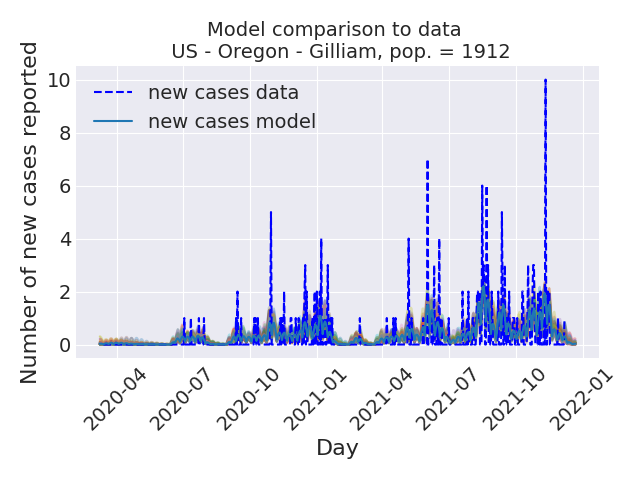 Model comparison to data
US - Oregon - Gilliam, pop. = 1912
Number of new cases reported
10
8
6
4
2
0
new cases data
new cases model
2020-04
2020-07
2020-10
2021-01
2021-04
2021-07
2021-10
2022-01
Day